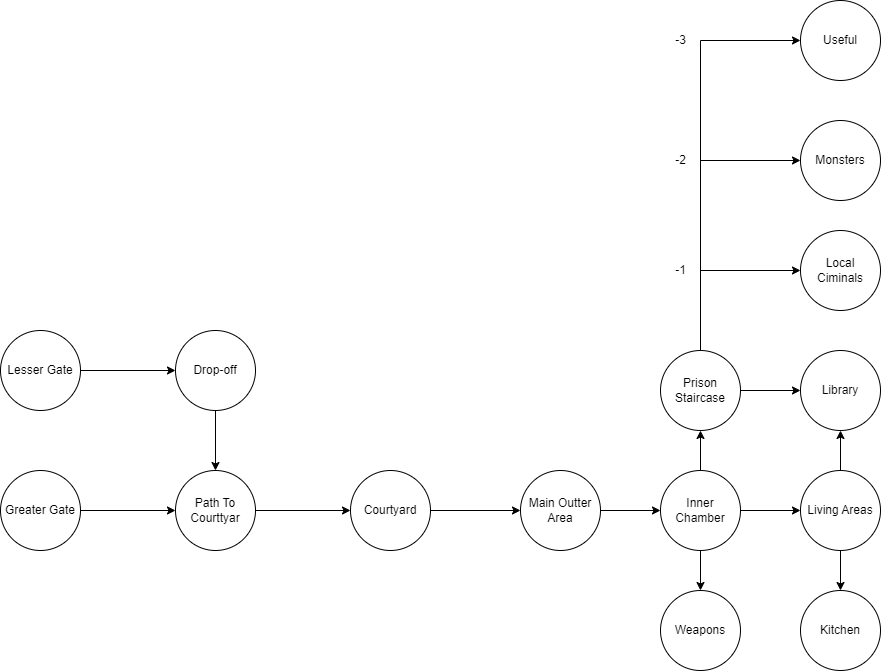 -3
Useful
-2
Monsters
-1
Local
Ciminals
Lesser Gate
Drop-off
Prison
Staircase
Library
Greater Gate
Path To
Courttyar
Courtyard
Main Outter
Area
Inner
Chamber
Living Areas
Weapons
Kitchen